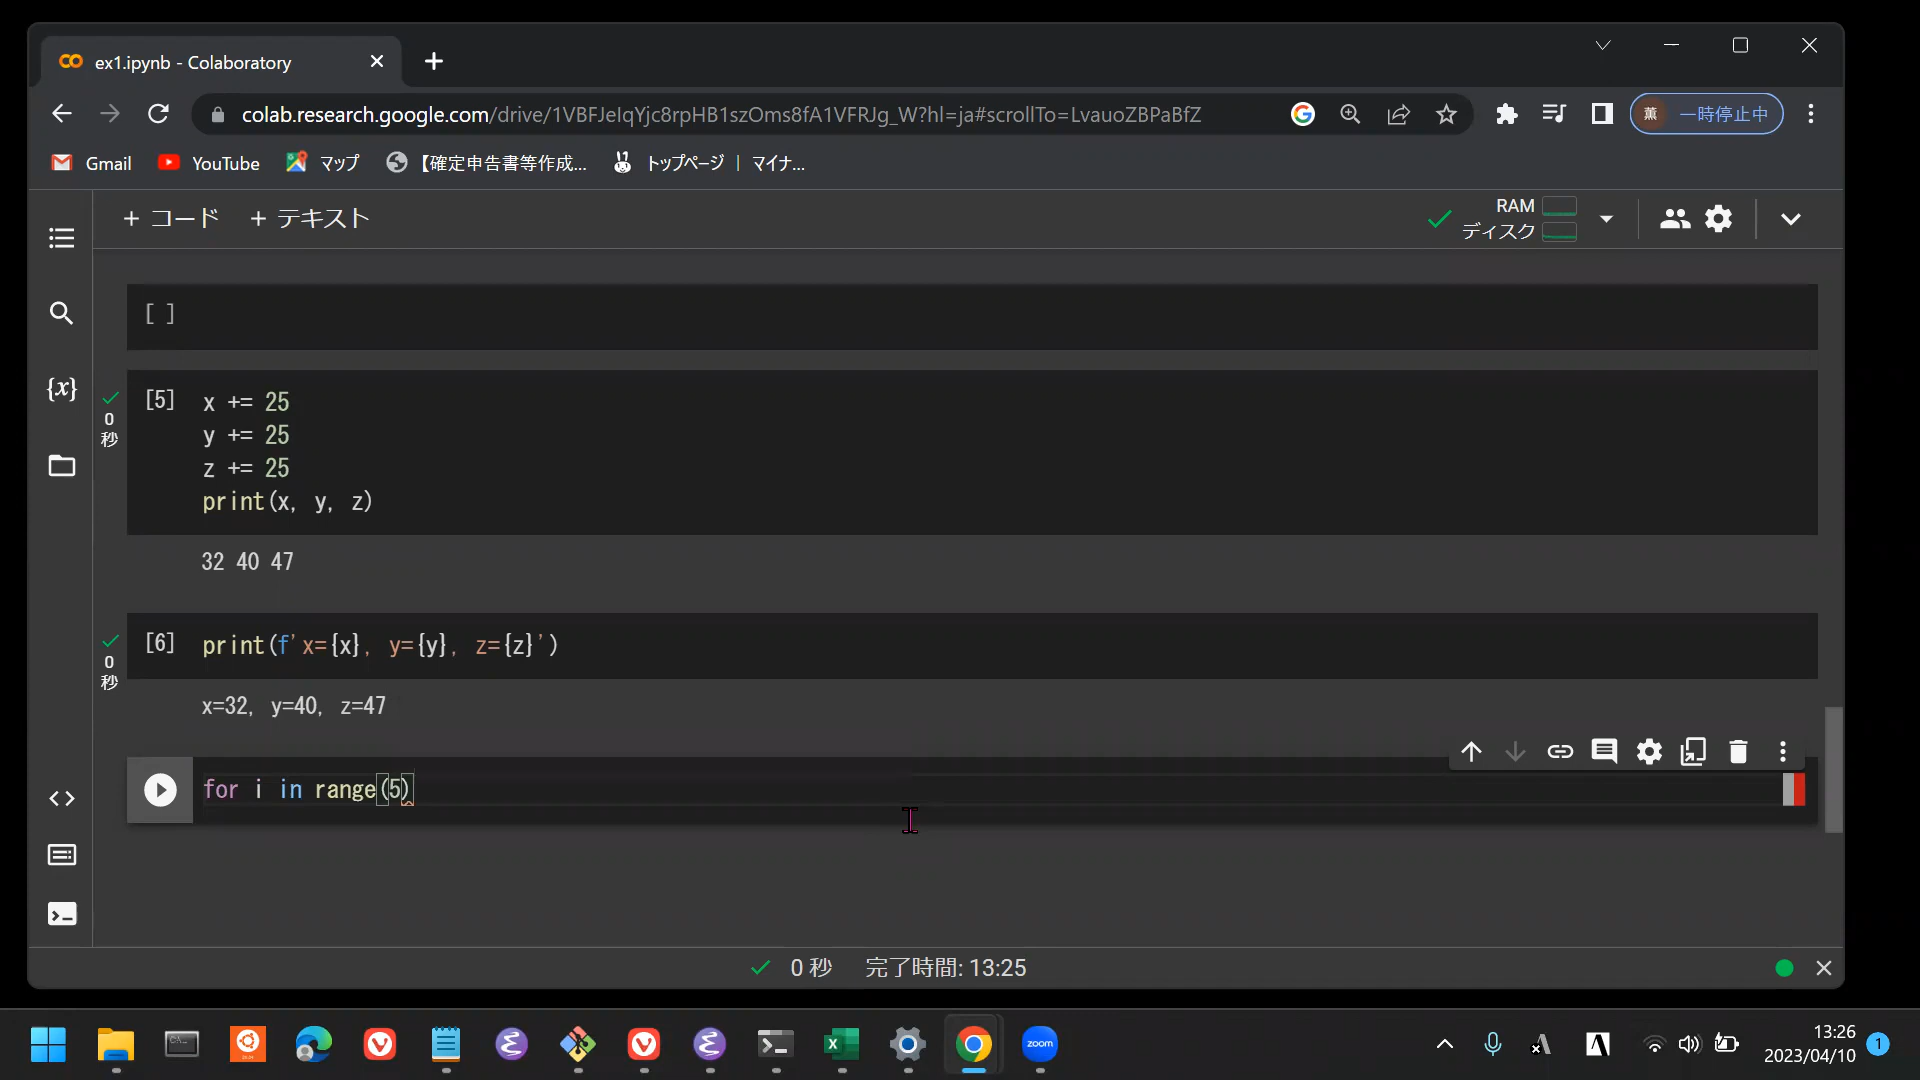 ex1.ipynb - Colaboratory
colab.research.google.com/drive/1VBFJeIqYjc8rpHB1szOms8fA1VFRJg_W?hl=ja#scrollTo=LvauoZBPaBfZ
薫 一時停止中
Gmail YouTube マップ 【確定申告書等作成... トップページ | マイナ...
+ コード + テキスト
RAM
ディスク
[ ]
[5] x += 25
0 y += 25
秒 z += 25
print(x, y, z)
32 40 47
[6] print(f'x={x}, y={y}, z={z}')
0
秒
x=32, y=40, z=47
for i in range(5)
0 秒 完了時間: 13:25
zoom
13:26
2023/04/10
1